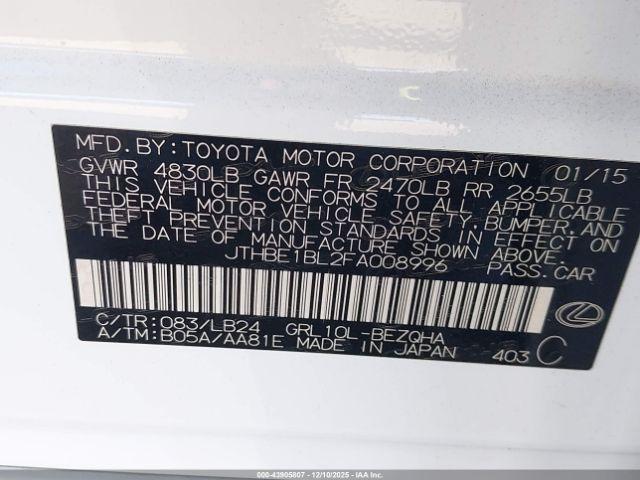 MFD. BY: TOYOTA MOTOR CORPORATION 01/15
GVWR 4830LB GAWR FR 2470LB RR 2655LB
THIS VEHICLE CONFORMS TO ALL APPLICABLE
FEDERAL MOTOR VEHICLE SAFETY, BUMPER, AND
THEFT PREVENTION STANDARDS IN EFFECT ON
THE DATE OF MANUFACTURE SHOWN ABOVE.
JTHBE1BL2FA008996 PASS.CAR
C/TR: 083/LB24 GRL10L-BEZQHA
A/TM: B05A/AA81E MADE IN JAPAN 403 C
000-43905807 - 12/10/2025 - IAAI.COM